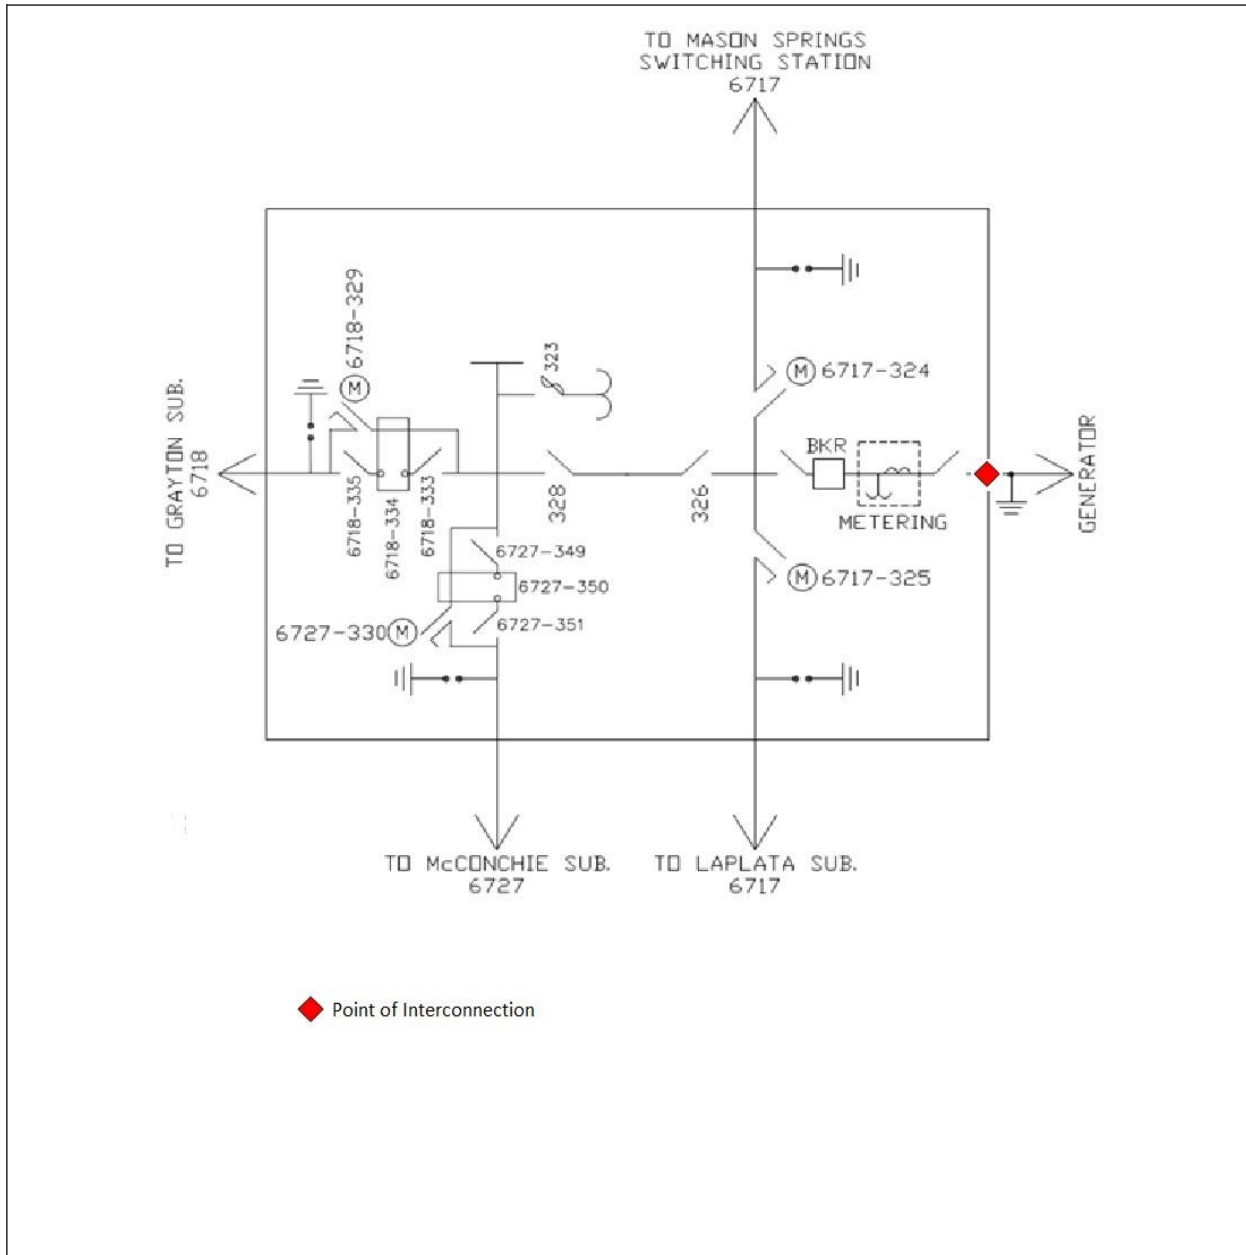 TO MASON SPRINGS
SWITCHING STATION
6717
6718-329
323
M
M
6717-324
TO GRAYTON SUB.
6718
BKR
METERING
GENERATOR
6718-335
6718-334
6718-333
328
326
6727-349
6727-350
6727-351
6727-330
M
M
6717-325
TO McCONCHIE SUB.
6727
TO LAPLATA SUB.
6717
Point of Interconnection